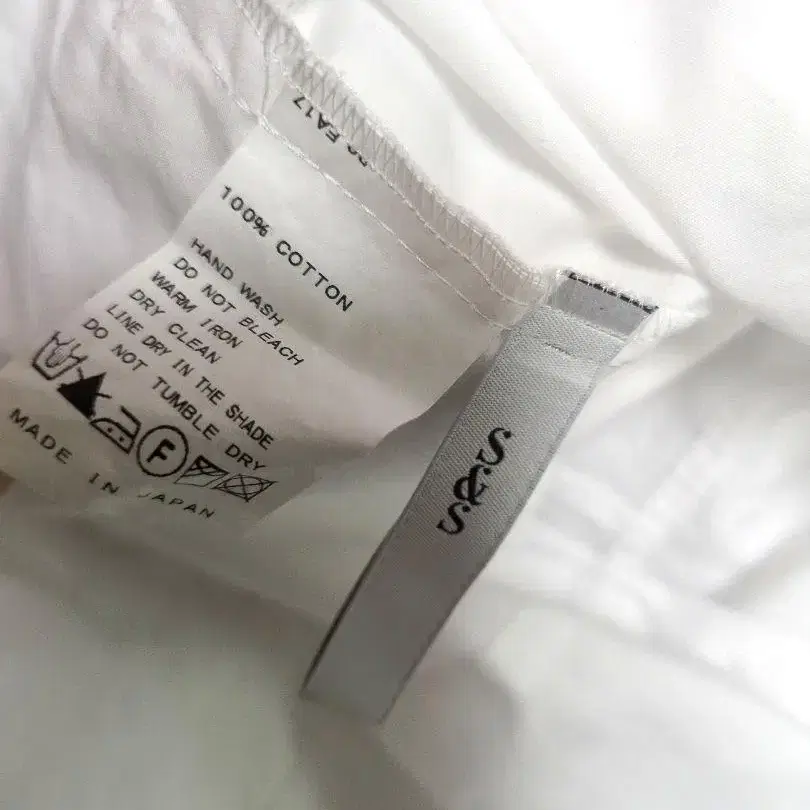 100% COTTON
HAND WASH
DO NOT BLEACH
WARM IRON
DRY CLEAN
LINE DRY IN THE SHADE
DO NOT TUMBLE DRY
F
MADE IN JAPAN
S&S